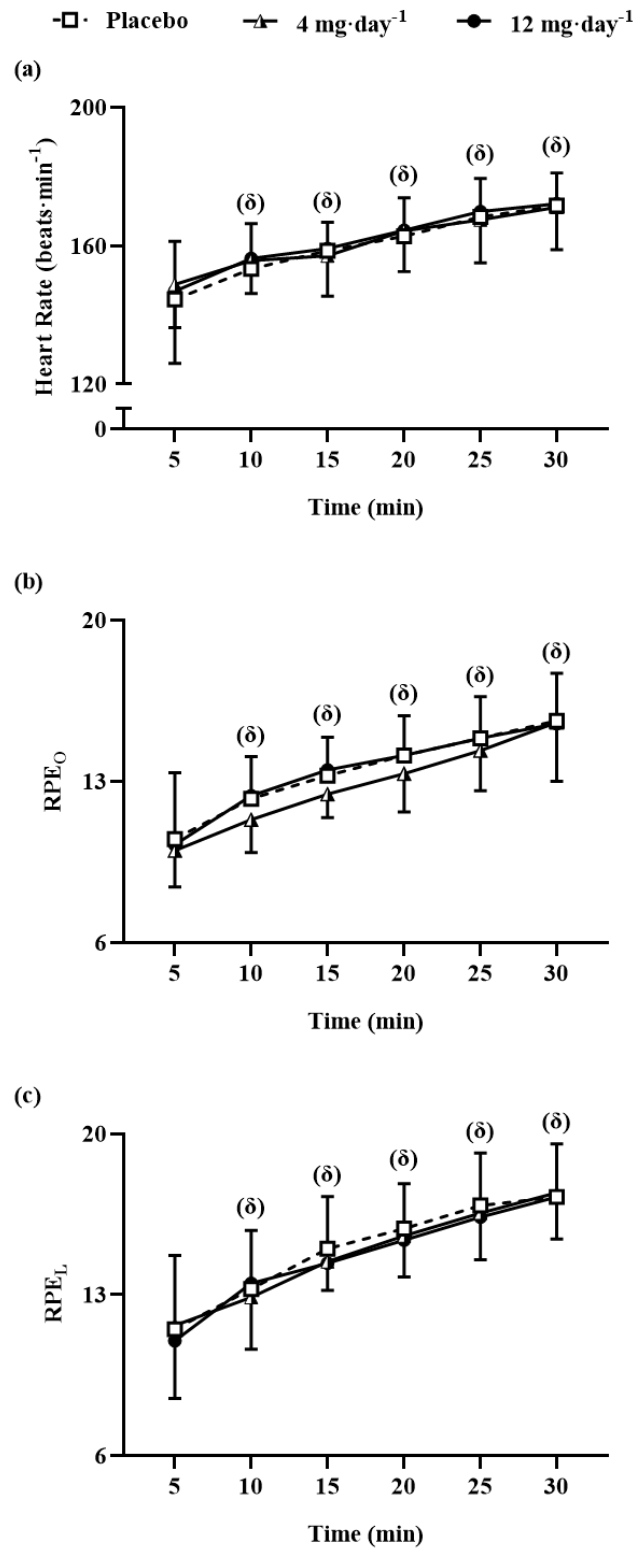 Placebo 4 mg·day⁻¹ 12 mg·day⁻¹
(a)
200
160
120
0
Heart Rate (beats·min⁻¹)
(δ) (δ) (δ) (δ) (δ)
5 10 15 20 25 30
Time (min)
(b)
20
13
6
RPE_O
(δ) (δ) (δ) (δ) (δ)
5 10 15 20 25 30
Time (min)
(c)
20
13
6
RPE_L
(δ) (δ) (δ) (δ) (δ)
5 10 15 20 25 30
Time (min)